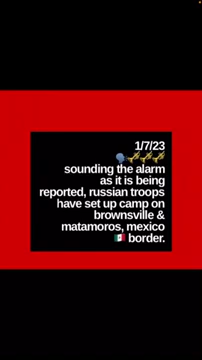 1/7/23
🗣️🎺🎺🎺
sounding the alarm
as it is being
reported, russian troops
have set up camp on
brownsville &
matamoros, mexico
🇲🇽 border.